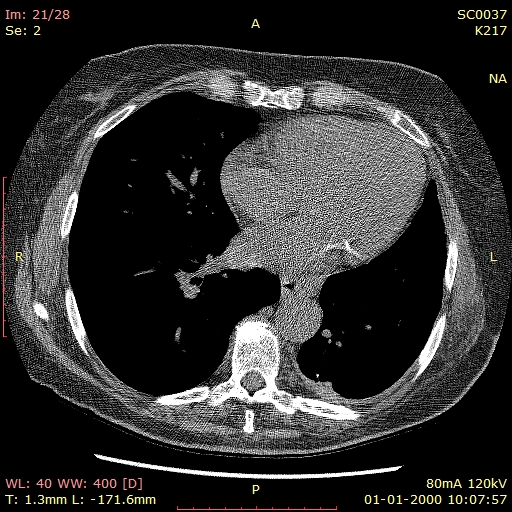 Im: 21/28
Se: 2
A
SC0037
K217
NA
R
L
WL: 40 WW: 400 [D]
T: 1.3mm L: -171.6mm
P
80mA 120kV
01-01-2000 10:07:57